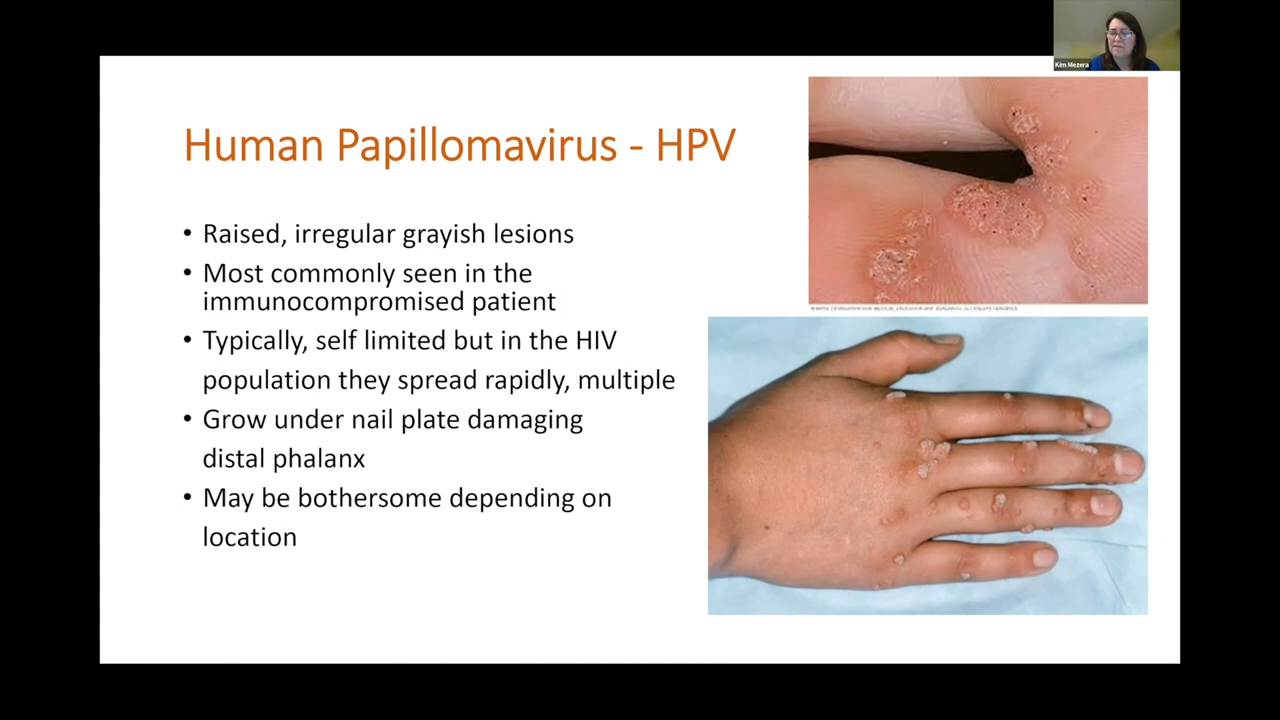 Kim Mezera
Human Papillomavirus - HPV
• Raised, irregular grayish lesions
• Most commonly seen in the
immunocompromised patient
• Typically, self limited but in the HIV
population they spread rapidly, multiple
• Grow under nail plate damaging
distal phalanx
• May be bothersome depending on
location